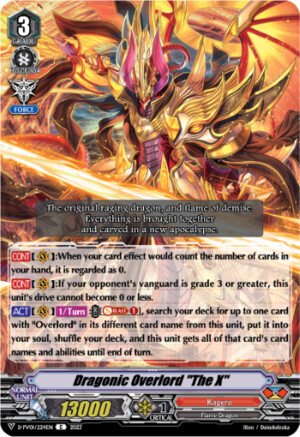 3
FORCE
The original raging dragon, and flame of demise.
Everything is brought together
and carved in a new apocalypse.
CONT :When your card effect would count the number of cards in
your hand, it is regarded as 0.
CONT :If your opponent's vanguard is grade 3 or greater, this
unit's drive cannot become 0 or less.
ACT 1/Turn , search your deck for up to one card
with "Overlord" in its different card name from this unit, put it into
your soul, shuffle your deck, and this unit gets all of that card's card
names and abilities until end of turn.
Dragonic Overlord "The X"
NORMAL UNIT
13000
1
CRITICAL
Kagero
Flame Dragon
C 2023